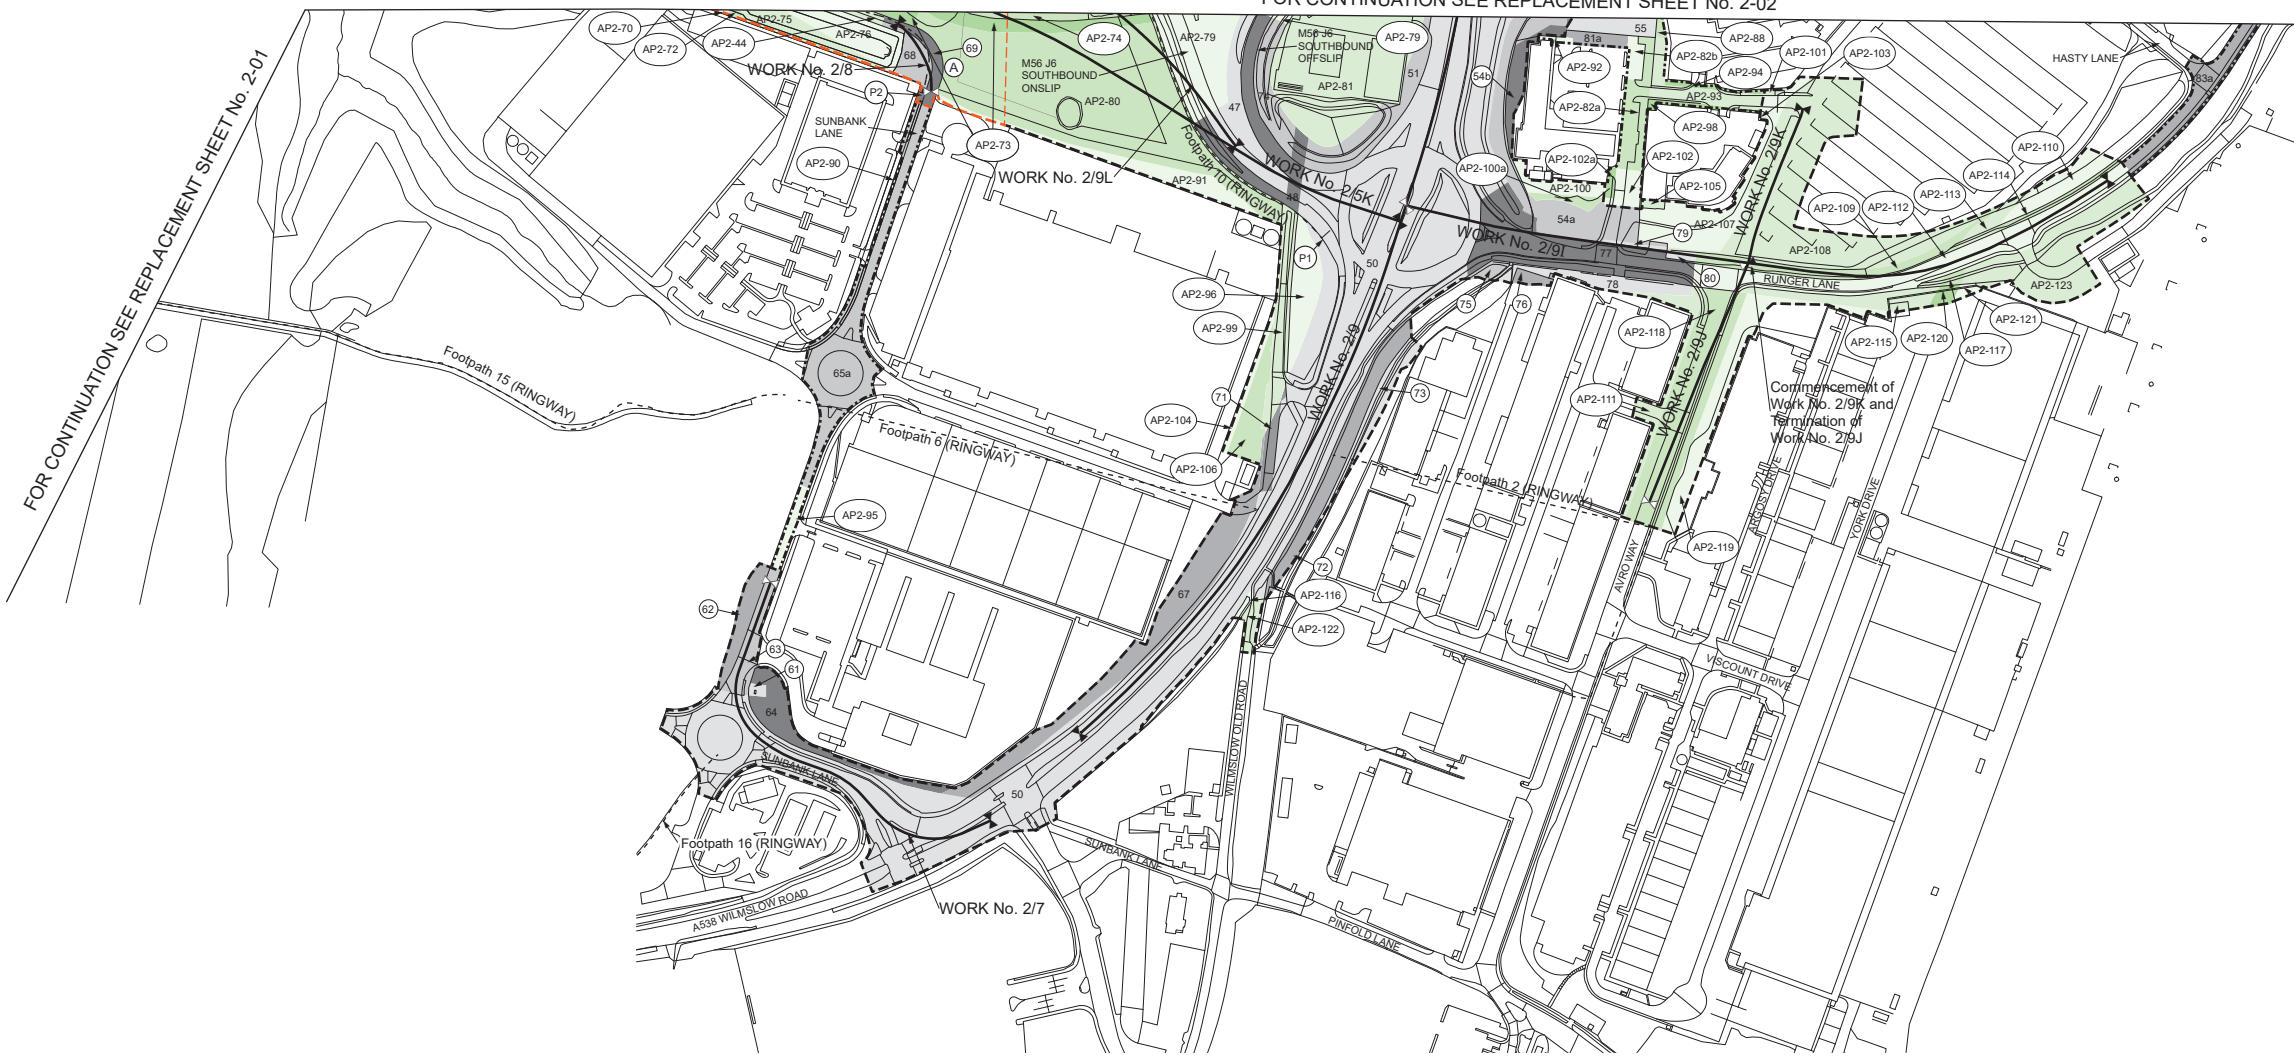 FOR CONTINUATION SEE REPLACEMENT SHEET No. 2-02
FOR CONTINUATION SEE REPLACEMENT SHEET No. 2-01
AP2-70
AP2-72
AP2-44
AP2-75
AP2-76
68
69
A
WORK No. 2/8
P2
SUNBANK
LANE
AP2-90
AP2-73
M56 J6
SOUTHBOUND
ONSLIP
AP2-80
AP2-74
AP2-79
WORK No. 2/9L
AP2-91
Footpath 10 (RINGWAY)
47
74
48
M56 J6
SOUTHBOUND
OFFSLIP
AP2-79
AP2-81
51
54b
WORK No. 2/5K
AP2-100a
81a
55
AP2-92
AP2-82a
AP2-102a
AP2-100
54a
AP2-88
AP2-82b
AP2-94
AP2-101
AP2-103
AP2-93
AP2-98
AP2-102
AP2-105
AP2-107
WORK No. 2/9K
HASTY LANE
83a
AP2-110
AP2-114
AP2-113
AP2-112
AP2-109
AP2-108
79
WORK No. 2/9I
77
80
78
75
76
RUNGER LANE
AP2-123
AP2-121
AP2-117
AP2-120
AP2-115
P1
50
AP2-96
AP2-99
WORK No. 2/9
AP2-118
WORK No. 2/9J
AP2-111
Commencement of
Work No. 2/9K and
Termination of
Work No. 2/9J
Footpath 15 (RINGWAY)
65a
71
73
AP2-104
AP2-106
Footpath 6 (RINGWAY)
Footpath 2 (RINGWAY)
ARGOSY DRIVE
YORK DRIVE
AP2-95
AP2-119
AVRO WAY
72
AP2-116
AP2-122
67
62
63
61
64
VISCOUNT DRIVE
WILMSLOW OLD ROAD
SUNBANK LANE
50
Footpath 16 (RINGWAY)
SUNBANK LANE
A538 WILMSLOW ROAD
WORK No. 2/7
PINFOLD LANE